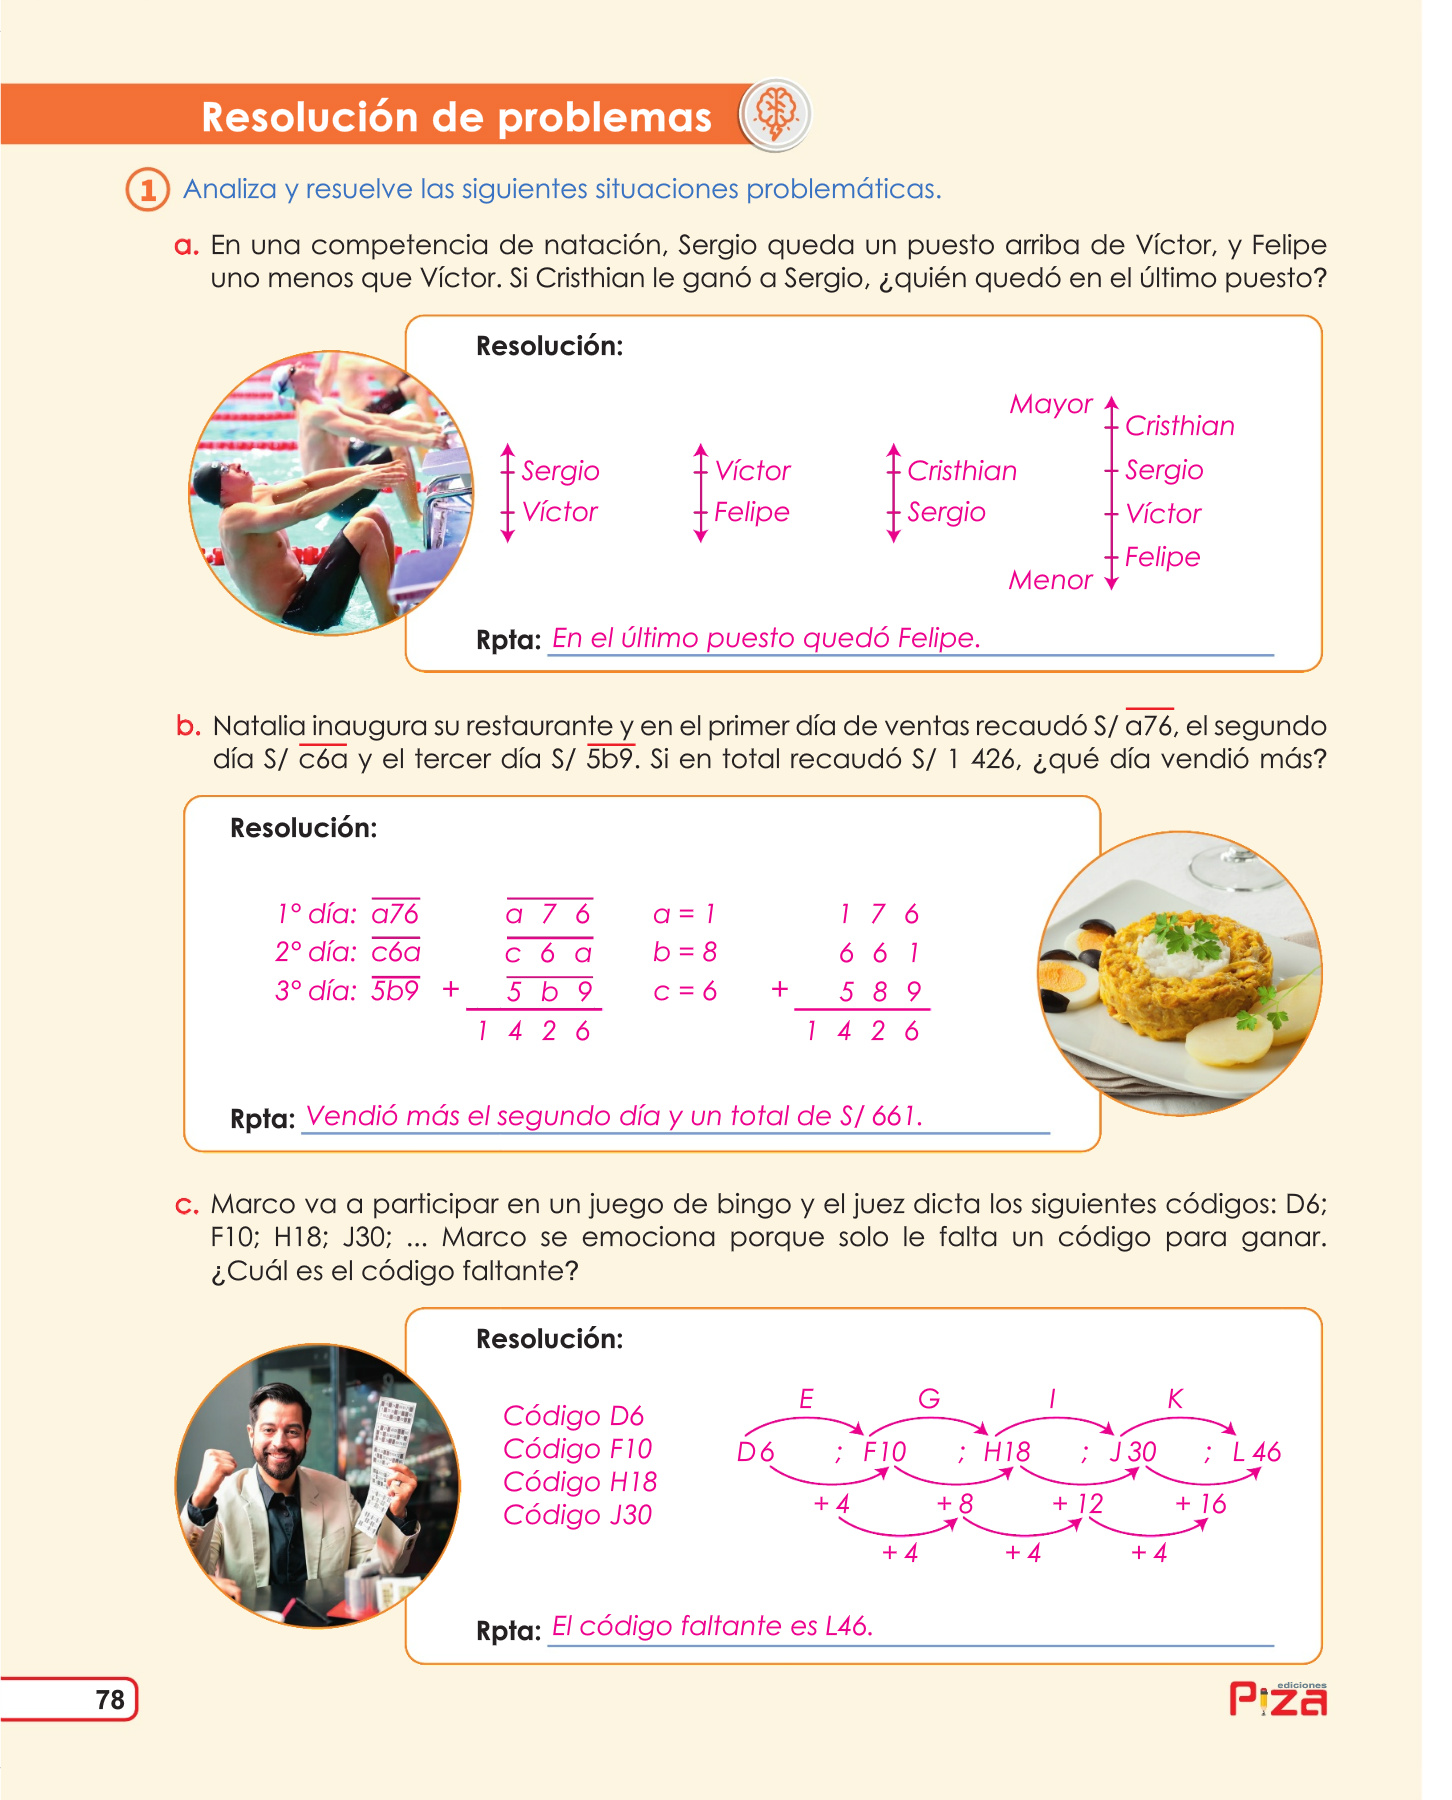 Resolución de problemas
1 Analiza y resuelve las siguientes situaciones problemáticas.
a. En una competencia de natación, Sergio queda un puesto arriba de Víctor, y Felipe
uno menos que Víctor. Si Cristhian le ganó a Sergio, ¿quién quedó en el último puesto?
Resolución:
Sergio
Víctor
Víctor
Felipe
Cristhian
Sergio
Mayor
Cristhian
Sergio
Víctor
Felipe
Menor
Rpta: En el último puesto quedó Felipe.
b. Natalia inaugura su restaurante y en el primer día de ventas recaudó S/ a76, el segundo
día S/ c6a y el tercer día S/ 5b9. Si en total recaudó S/ 1 426, ¿qué día vendió más?
Resolución:
1° día: a76 a 7 6 a = 1 1 7 6
2° día: c6a c 6 a b = 8 6 6 1
3° día: 5b9 + 5 b 9 c = 6 + 5 8 9
1 4 2 6 1 4 2 6
Rpta: Vendió más el segundo día y un total de S/ 661.
c. Marco va a participar en un juego de bingo y el juez dicta los siguientes códigos: D6;
F10; H18; J30; ... Marco se emociona porque solo le falta un código para ganar.
¿Cuál es el código faltante?
Resolución:
Código D6
Código F10
Código H18
Código J30
E G I K
D6 ; F10 ; H18 ; J30 ; L46
+4 +8 +12 +16
+4 +4 +4
Rpta: El código faltante es L46.
78
ediciones
Piza